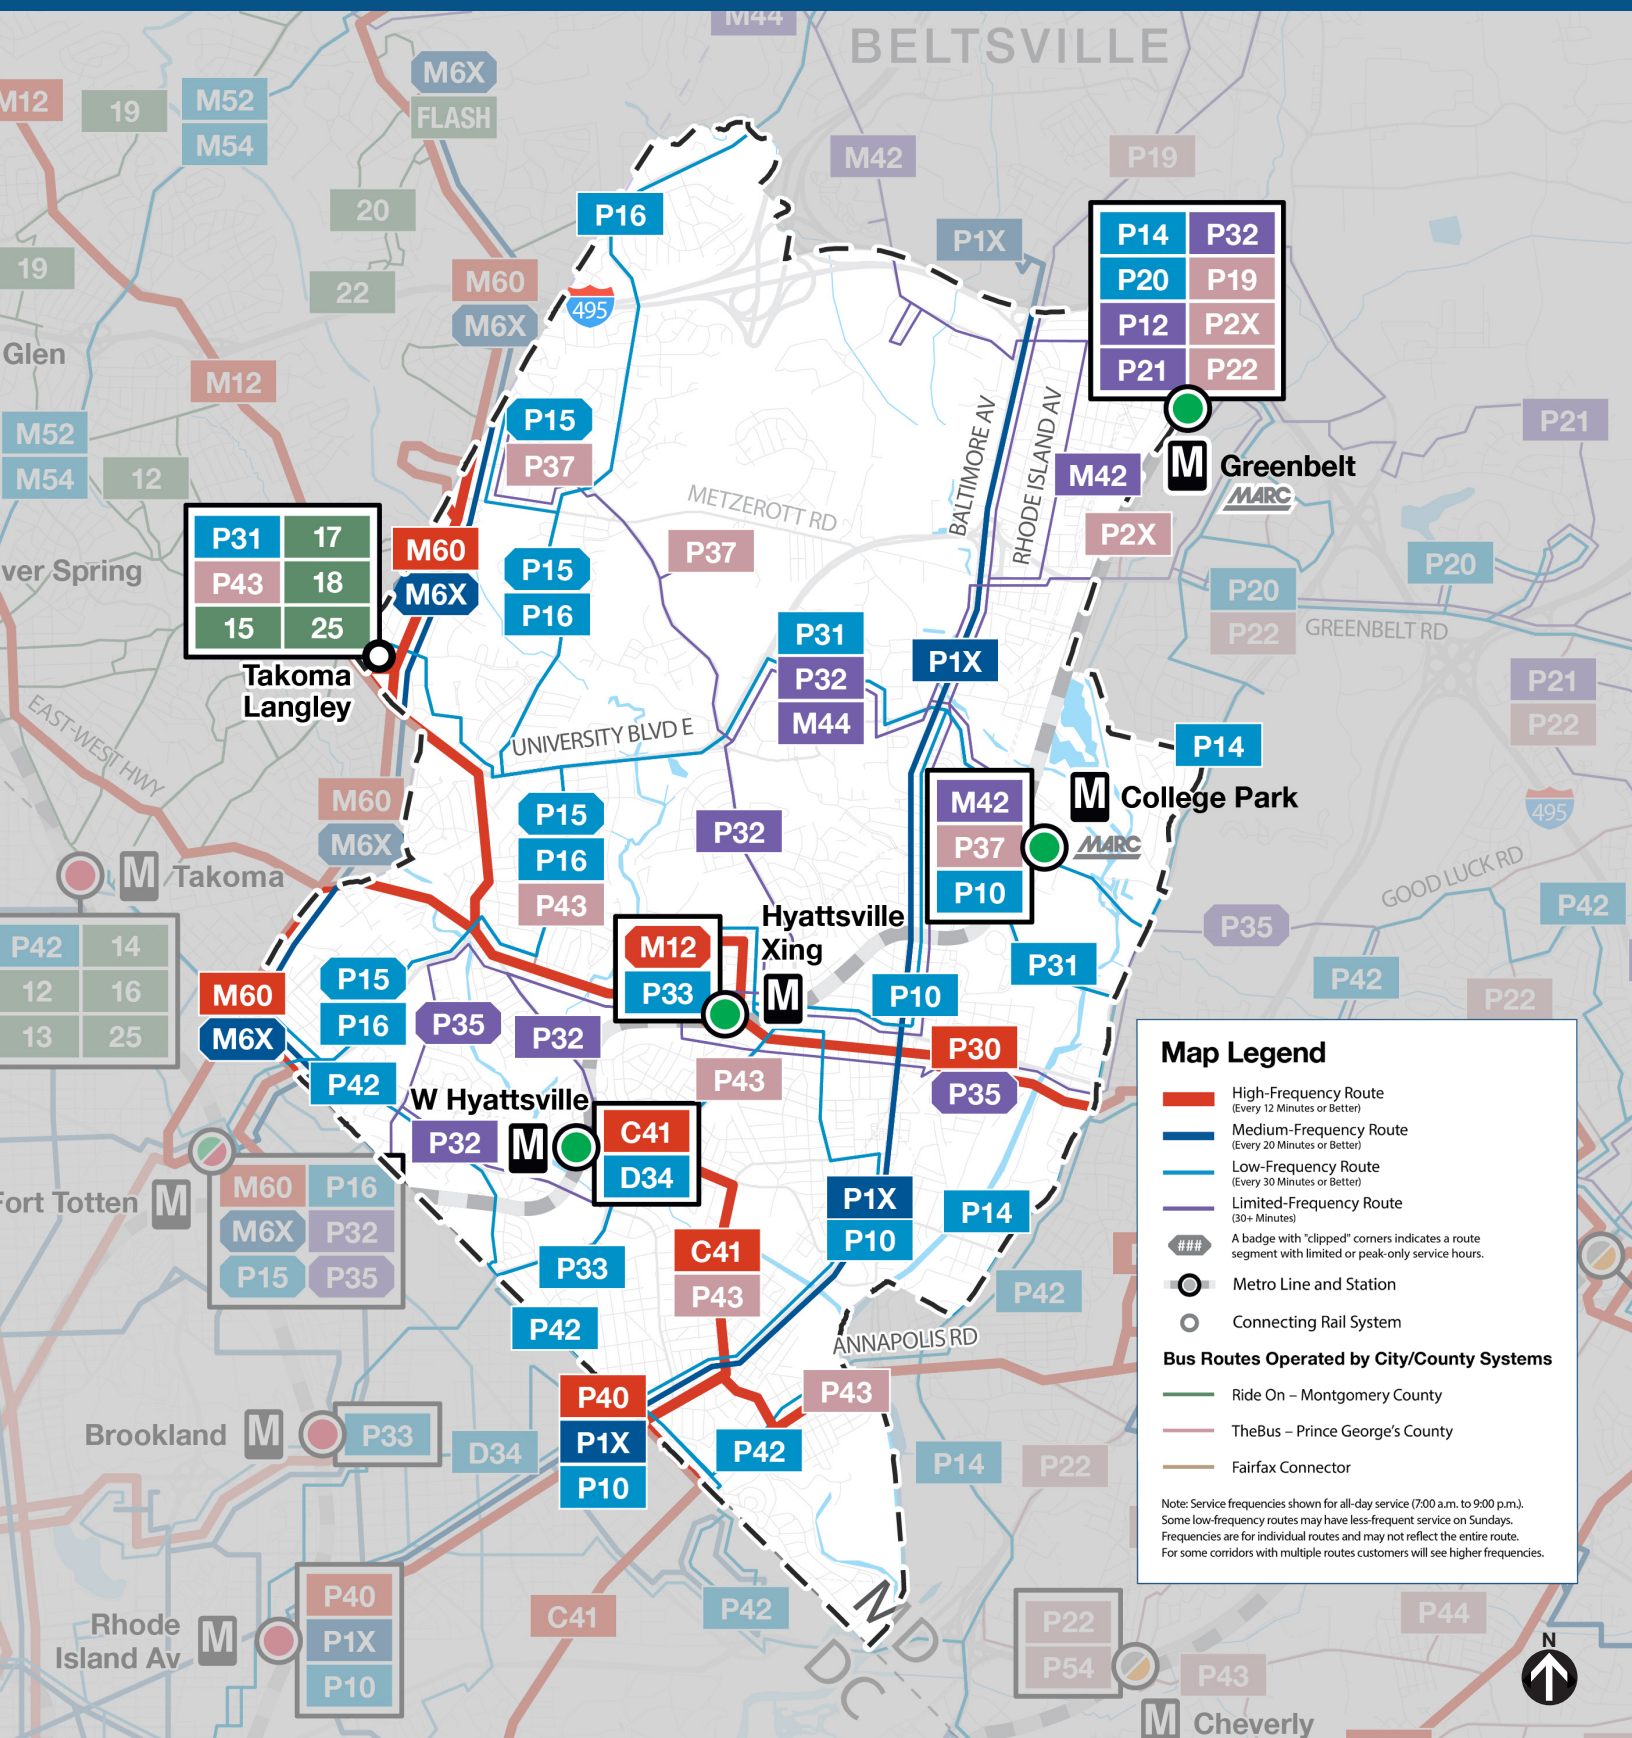 M44
BELTSVILLE
M6X
FLASH
M12
19
M52
M54
M42
P19
20
P16
P1X
P14 P32
P20 P19
P12 P2X
P21 P22
19
22
M60
M6X
495
Glen
M12
P15
P37
BALTIMORE AV
RHODE ISLAND AV
M42
Greenbelt
MARC
P21
M52
M54
12
METZEROTT RD
P2X
P31 17
P43 18
15 25
M60
M6X
P37
P15
P16
ver Spring
P20
P20
P22
GREENBELT RD
Takoma
Langley
P31
P32
M44
P1X
P21
P22
EAST-WEST HWY
UNIVERSITY BLVD E
P14
M60
M6X
P15
P16
P43
P32
M42
P37
P10
M College Park
MARC
495
M Takoma
GOOD LUCK RD
P42
P42 14
12 16
13 25
Hyattsville
Xing
M
M12
P33
P35
P31
P42
P22
M60
M6X
P15
P16
P35
P32
P10
P42
P43
P30
P35
W Hyattsville
P32
M
C41
D34
Fort Totten M
M60 P16
M6X P32
P15 P35
P1X
P10
P14
P33
C41
P43
P42
P42
ANNAPOLIS RD
P43
P40
P1X
P10
P42
Brookland M
P33
D34
P14
P22
Rhode
Island Av
M
P40
P1X
P10
C41
P42
MD
DC
P22
P54
P43
P44
M Cheverly
N
Map Legend
High-Frequency Route
(Every 12 Minutes or Better)
Medium-Frequency Route
(Every 20 Minutes or Better)
Low-Frequency Route
(Every 30 Minutes or Better)
Limited-Frequency Route
(30+ Minutes)
###
A badge with "clipped" corners indicates a route
segment with limited or peak-only service hours.
Metro Line and Station
Connecting Rail System
Bus Routes Operated by City/County Systems
Ride On – Montgomery County
TheBus – Prince George's County
Fairfax Connector
Note: Service frequencies shown for all-day service (7:00 a.m. to 9:00 p.m.).
Some low-frequency routes may have less-frequent service on Sundays.
Frequencies are for individual routes and may not reflect the entire route.
For some corridors with multiple routes customers will see higher frequencies.